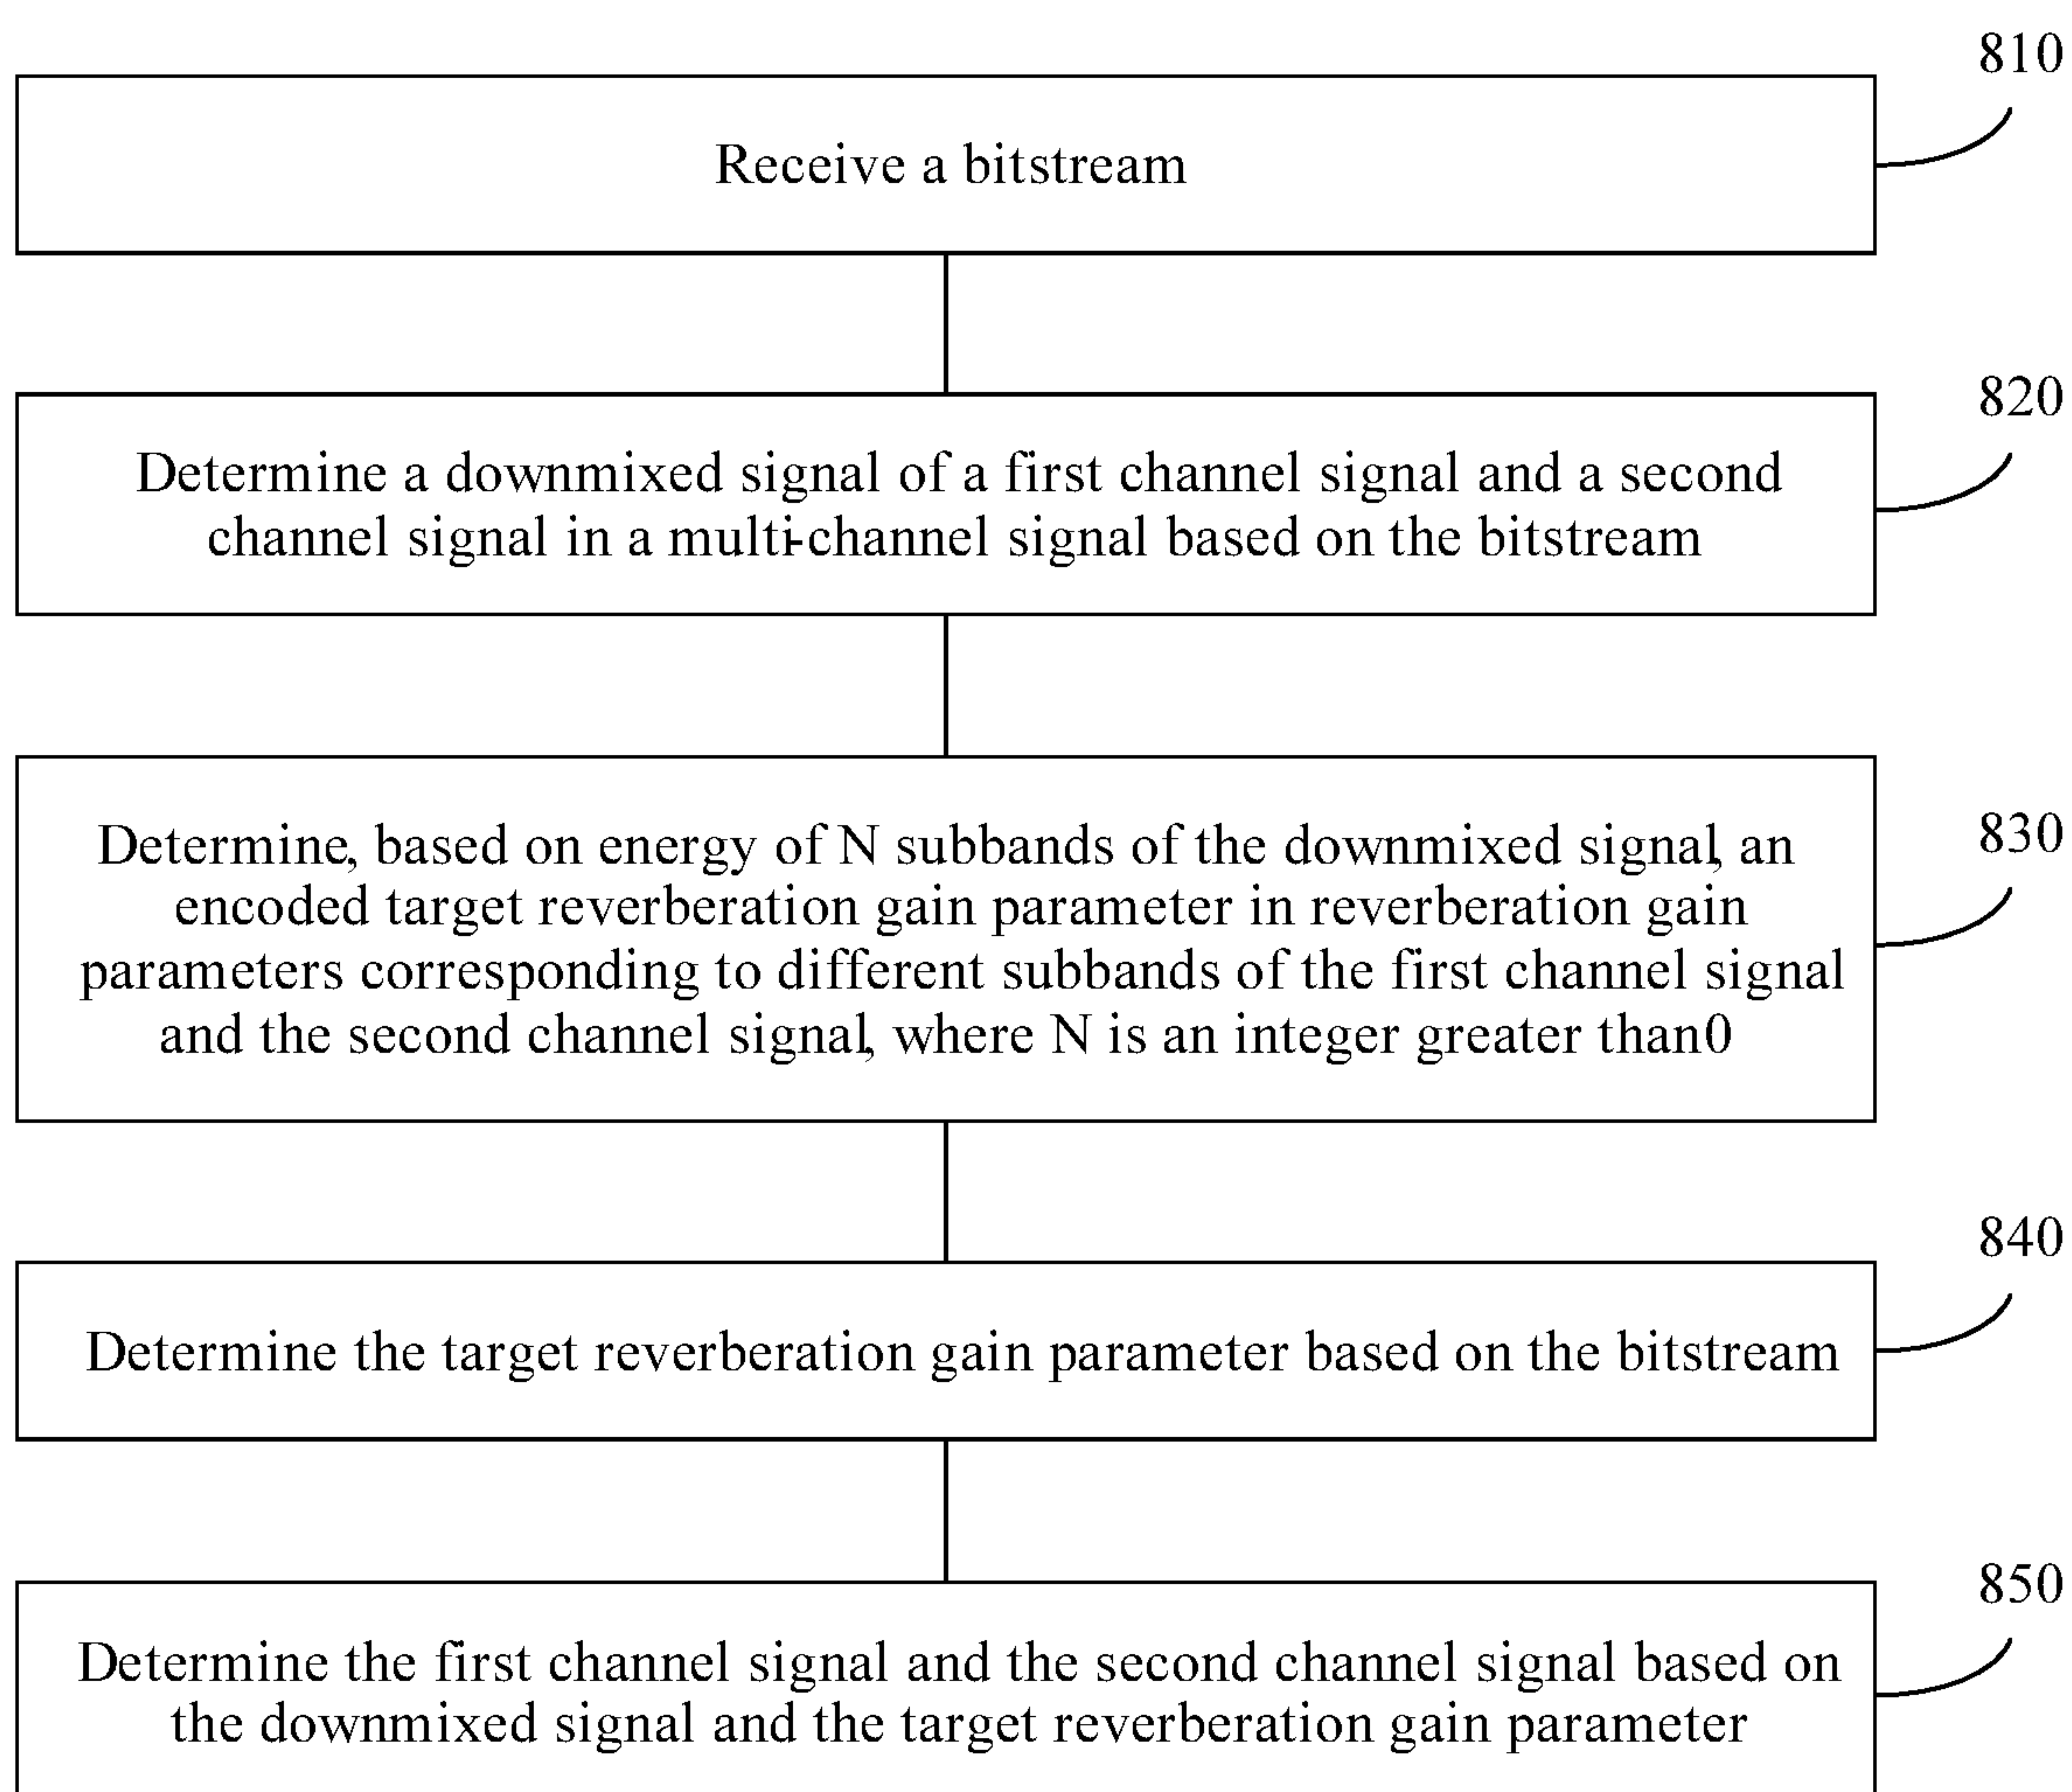 810
Receive a bitstream
820
Determine a downmixed signal of a first channel signal and a second
channel signal in a multi-channel signal based on the bitstream
830
Determine, based on energy of N subbands of the downmixed signal, an
encoded target reverberation gain parameter in reverberation gain
parameters corresponding to different subbands of the first channel signal
and the second channel signal, where N is an integer greater than0
840
Determine the target reverberation gain parameter based on the bitstream
850
Determine the first channel signal and the second channel signal based on
the downmixed signal and the target reverberation gain parameter